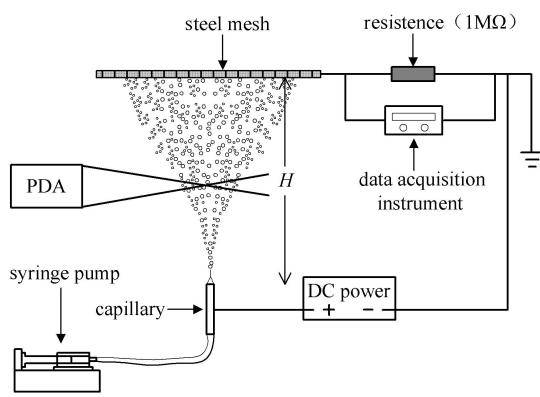 steel mesh
resistence（1MΩ）
PDA
H
data acquisition
instrument
syringe pump
capillary
DC power
+ −